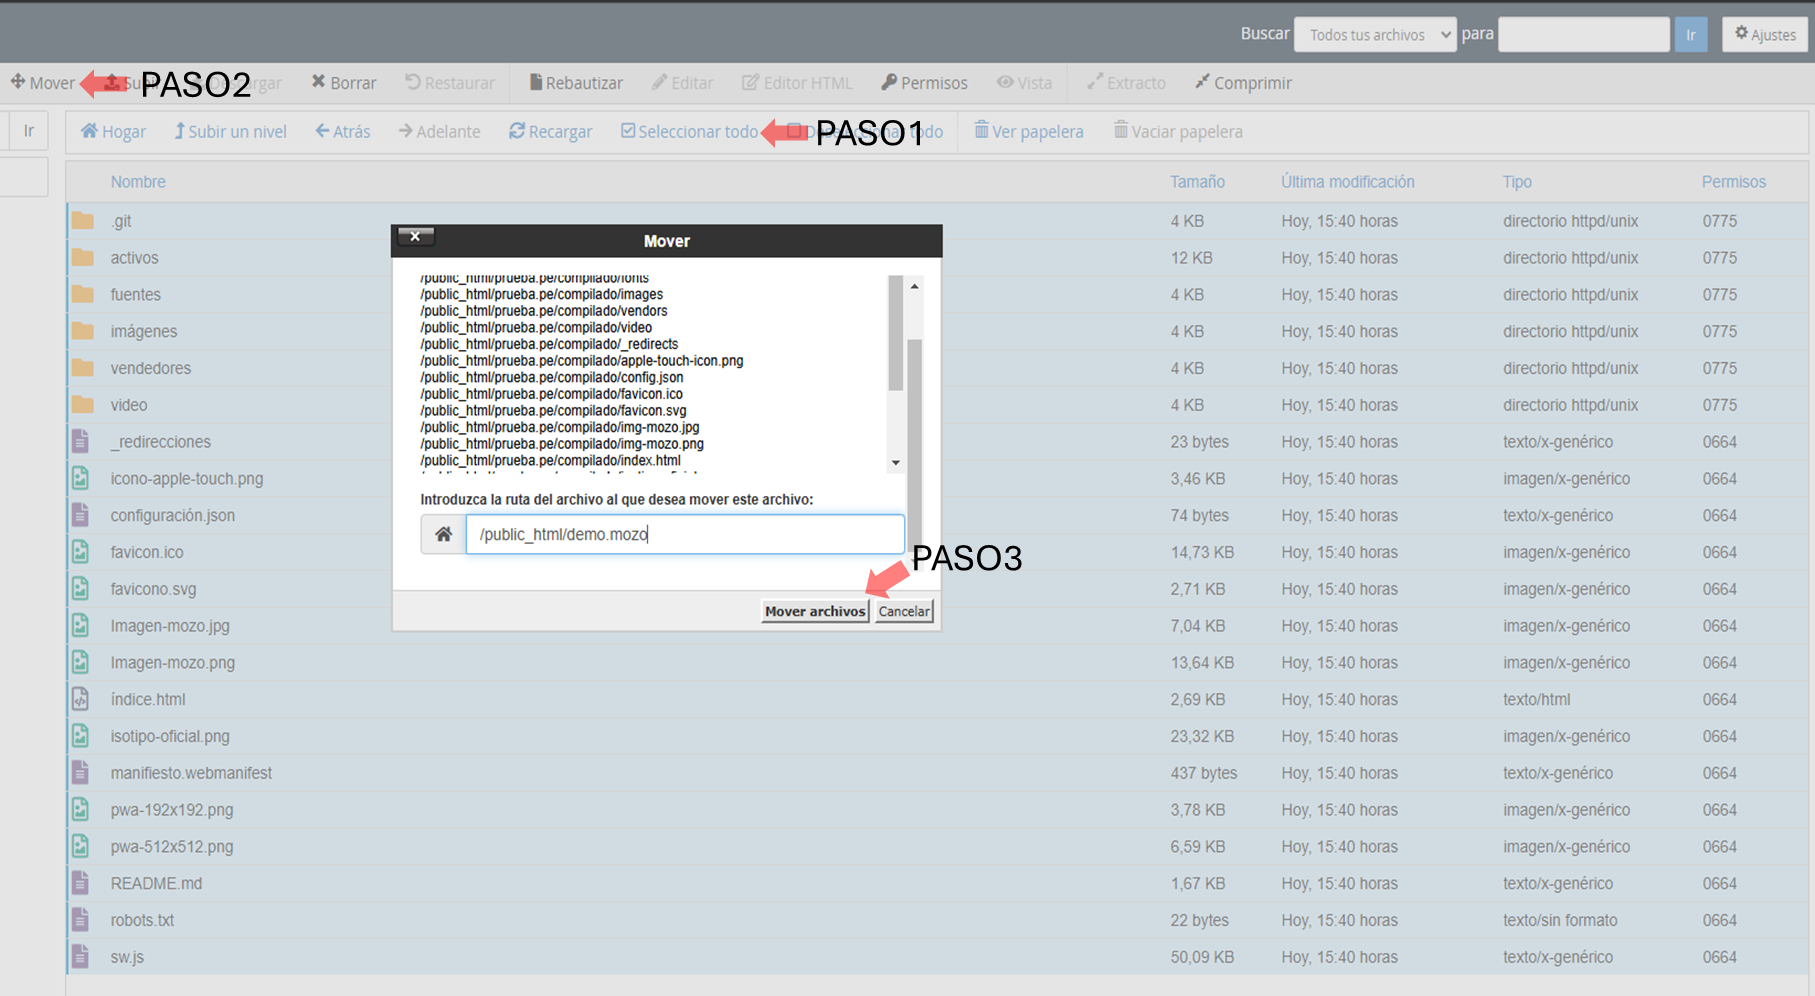 Buscar Todos tus archivos para Ir Ajustes
Mover PASO2 Borrar Restaurar Rebautizar Editar Editor HTML Permisos Vista Extracto Comprimir
Ir Hogar Subir un nivel Atrás Adelante Recargar Seleccionar todo PASO1 todo Ver papelera Vaciar papelera
Nombre Tamaño Última modificación Tipo Permisos
.git 4 KB Hoy, 15:40 horas directorio httpd/unix 0775
activos 12 KB Hoy, 15:40 horas directorio httpd/unix 0775
fuentes 4 KB Hoy, 15:40 horas directorio httpd/unix 0775
imágenes 4 KB Hoy, 15:40 horas directorio httpd/unix 0775
vendedores 4 KB Hoy, 15:40 horas directorio httpd/unix 0775
video 4 KB Hoy, 15:40 horas directorio httpd/unix 0775
_redirecciones 23 bytes Hoy, 15:40 horas texto/x-genérico 0664
icono-apple-touch.png 3,46 KB Hoy, 15:40 horas imagen/x-genérico 0664
configuración.json 74 bytes Hoy, 15:40 horas texto/x-genérico 0664
favicon.ico 14,73 KB Hoy, 15:40 horas imagen/x-genérico 0664
favicono.svg 2,71 KB Hoy, 15:40 horas imagen/x-genérico 0664
Imagen-mozo.jpg 7,04 KB Hoy, 15:40 horas imagen/x-genérico 0664
Imagen-mozo.png 13,64 KB Hoy, 15:40 horas imagen/x-genérico 0664
índice.html 2,69 KB Hoy, 15:40 horas texto/html 0664
isotipo-oficial.png 23,32 KB Hoy, 15:40 horas imagen/x-genérico 0664
manifiesto.webmanifest 437 bytes Hoy, 15:40 horas texto/x-genérico 0664
pwa-192x192.png 3,78 KB Hoy, 15:40 horas imagen/x-genérico 0664
pwa-512x512.png 6,59 KB Hoy, 15:40 horas imagen/x-genérico 0664
README.md 1,67 KB Hoy, 15:40 horas texto/x-genérico 0664
robots.txt 22 bytes Hoy, 15:40 horas texto/sin formato 0664
sw.js 50,09 KB Hoy, 15:40 horas texto/x-genérico 0664
Mover
/public_html/prueba.pe/compilado/fonts
/public_html/prueba.pe/compilado/images
/public_html/prueba.pe/compilado/vendors
/public_html/prueba.pe/compilado/video
/public_html/prueba.pe/compilado/_redirects
/public_html/prueba.pe/compilado/apple-touch-icon.png
/public_html/prueba.pe/compilado/config.json
/public_html/prueba.pe/compilado/favicon.ico
/public_html/prueba.pe/compilado/favicon.svg
/public_html/prueba.pe/compilado/img-mozo.jpg
/public_html/prueba.pe/compilado/img-mozo.png
/public_html/prueba.pe/compilado/index.html
Introduzca la ruta del archivo al que desea mover este archivo:
/public_html/demo.mozo
PASO3
Mover archivos Cancelar